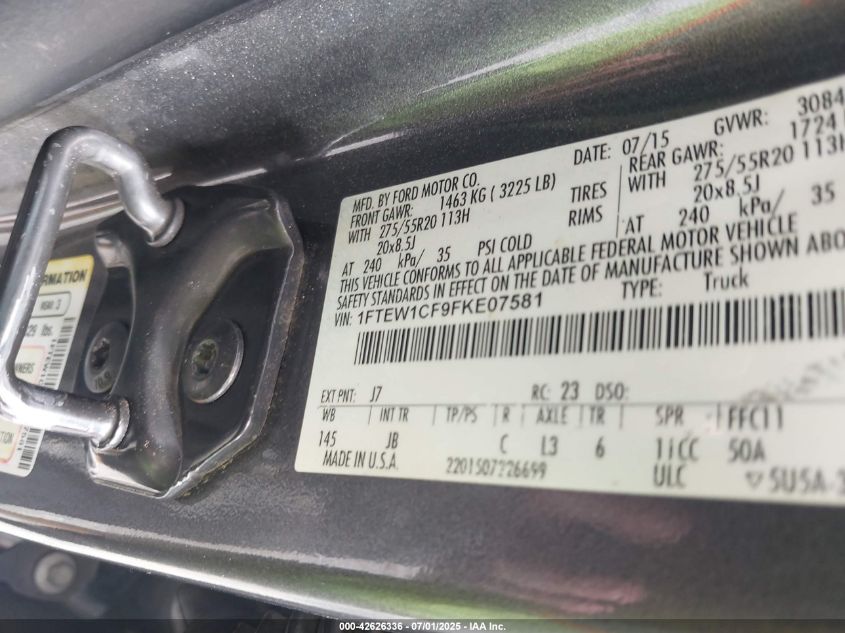 MFD. BY FORD MOTOR CO. DATE: 07/15 GVWR: 3084
FRONT GAWR: 1463 KG ( 3225 LB) REAR GAWR: 1724
WITH 275/55R20 113H TIRES WITH 275/55R20 113H
20x8.5J RIMS 20x8.5J
AT 240 kPa/ 35 PSI COLD AT 240 kPa/ 35
THIS VEHICLE CONFORMS TO ALL APPLICABLE FEDERAL MOTOR VEHICLE
SAFETY STANDARDS IN EFFECT ON THE DATE OF MANUFACTURE SHOWN ABO
VIN: 1FTEW1CF9FKE07581 TYPE: Truck
EXT PNT: J7 RC: 23 DSO:
WB INT TR TP/PS R AXLE TR SPR
145 JB C L3 6 50A
MADE IN U.S.A. ULC
ORMATION
29 lbs.
WNERS
000-42626336 - 07/01/2025 - IAA Inc.